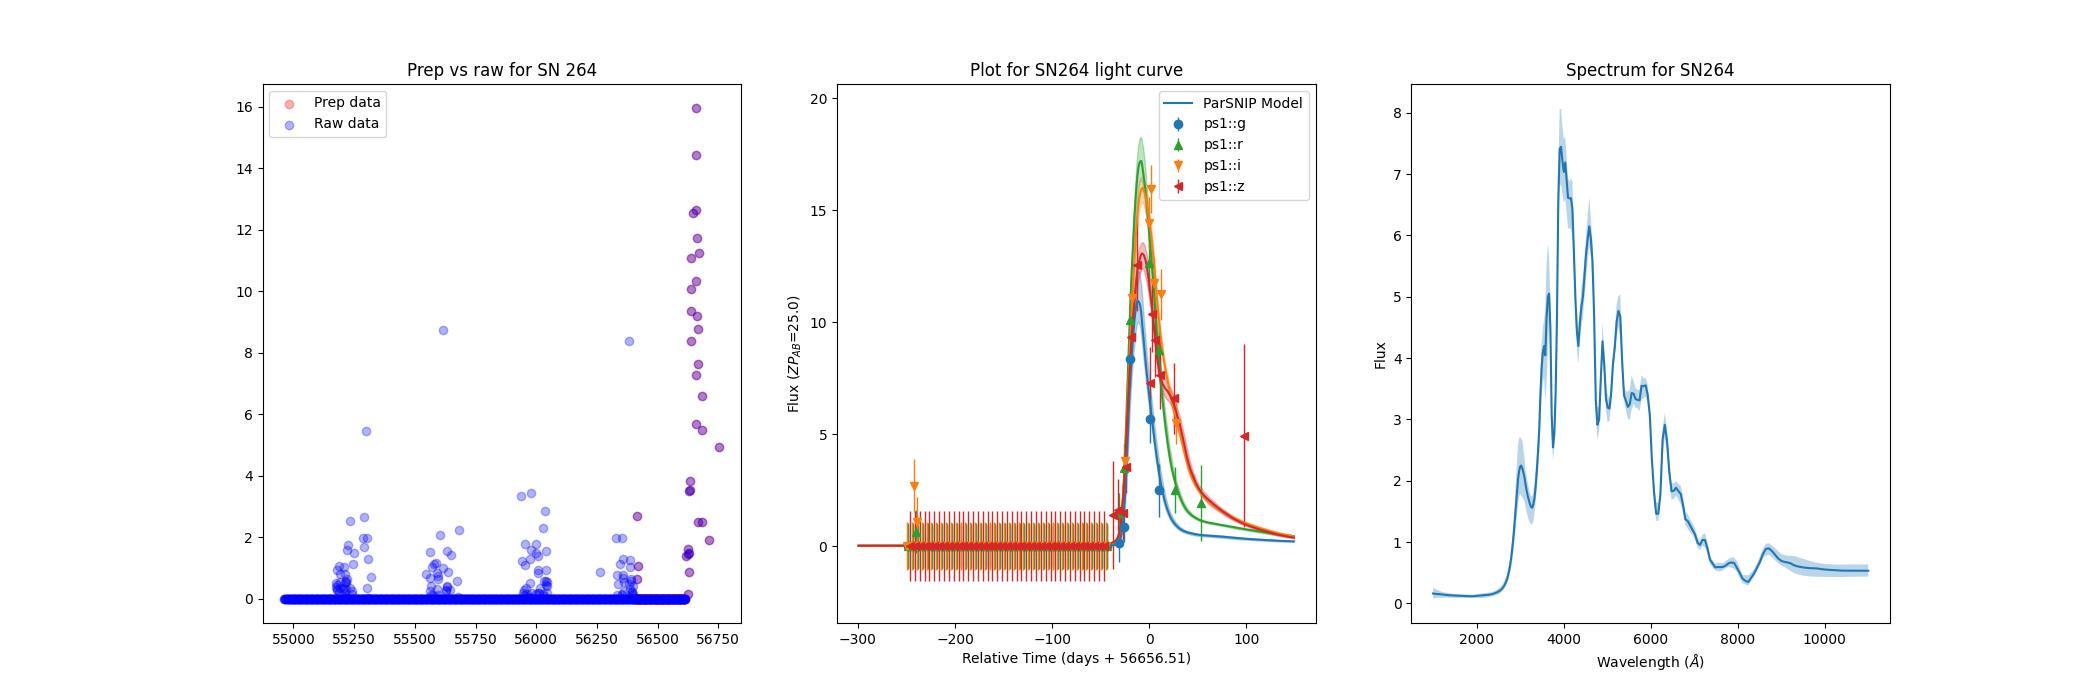 Prep vs raw for SN 264
Prep data
Raw data
16
14
12
10
8
6
4
2
0
55000 55250 55500 55750 56000 56250 56500 56750
Plot for SN264 light curve
ParSNIP Model
ps1::g
ps1::r
ps1::i
ps1::z
Flux (ZP_AB=25.0)
20
15
10
5
0
−300 −200 −100 0 100
Relative Time (days + 56656.51)
Spectrum for SN264
Flux
8
7
6
5
4
3
2
1
0
2000 4000 6000 8000 10000
Wavelength (Å)